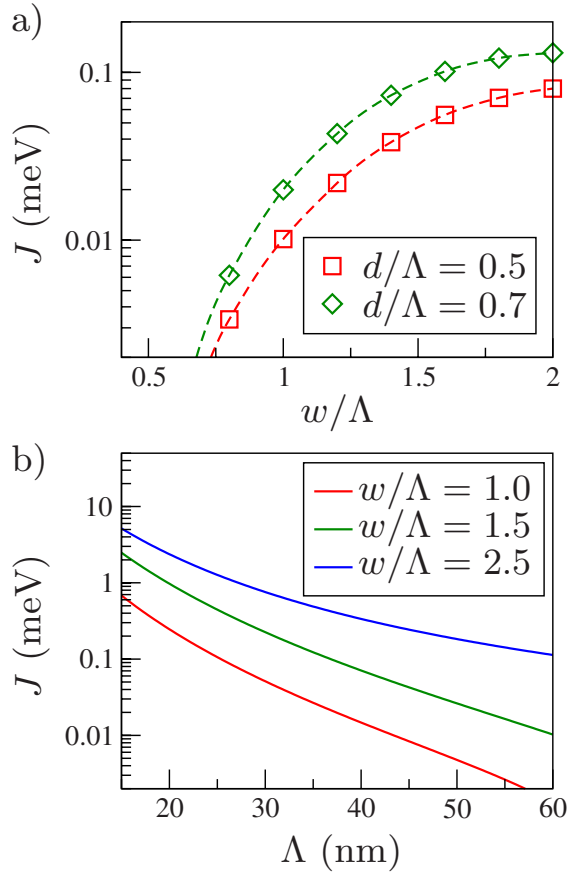 a)
0.1
0.01
J (meV)
d/Λ = 0.5
d/Λ = 0.7
0.5 1 1.5 2
w/Λ
b)
10
1
0.1
0.01
J (meV)
w/Λ = 1.0
w/Λ = 1.5
w/Λ = 2.5
20 30 40 50 60
Λ (nm)